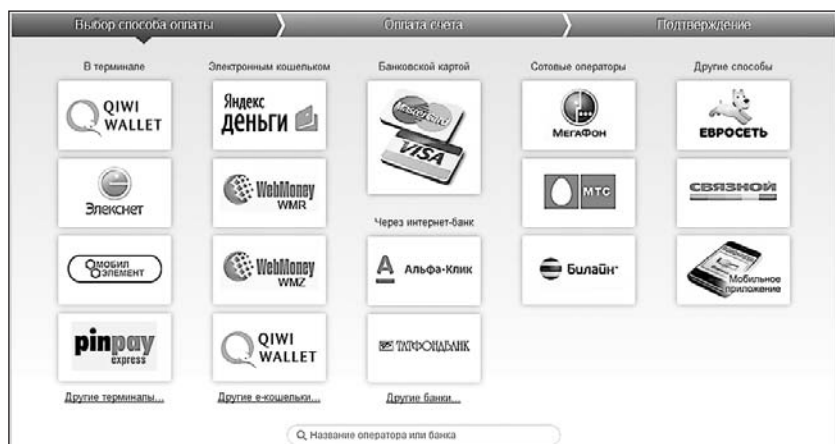 Выбор способа оплаты
Оплата счета
Подтверждение
В терминале
Электронным кошельком
Банковской картой
Сотовые операторы
Другие способы
QIWI
WALLET
Яндекс
деньги
MasterCard
VISA
МегаФон
ЕВРОСЕТЬ
Элекснет
WebMoney
WMR
МТС
СВЯЗНОЙ
Через интернет-банк
МОБИЛ
ЭЛЕМЕНТ
WebMoney
WMZ
Альфа-Клик
Билайн
Мобильное
приложение
pinpay
express
QIWI
WALLET
ТАТФОНДБАНК
Другие терминалы...
Другие е-кошельки...
Другие банки...
Название оператора или банка